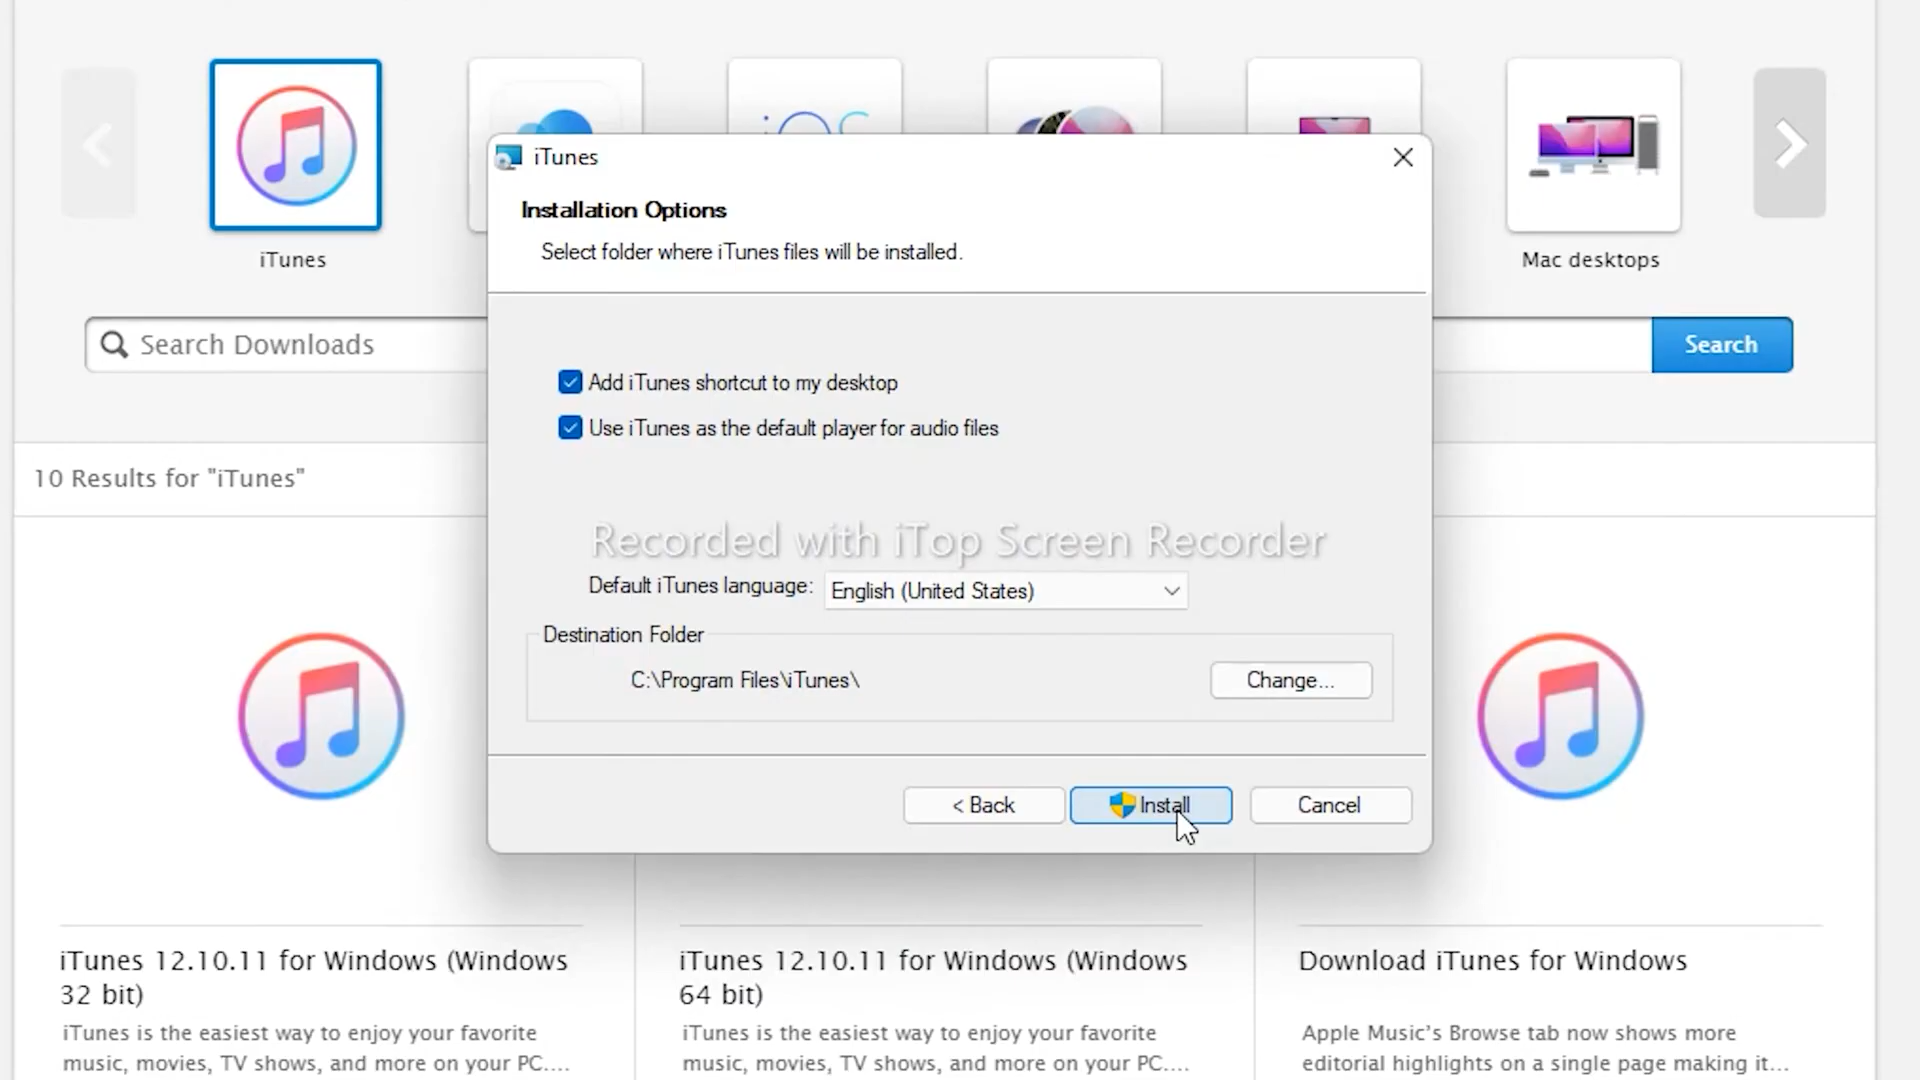 iTunes
Mac desktops
Search Downloads
Search
10 Results for "iTunes"
iTunes
Installation Options
Select folder where iTunes files will be installed.
Add iTunes shortcut to my desktop
Use iTunes as the default player for audio files
Recorded with iTop Screen Recorder
Default iTunes language: English (United States)
Destination Folder
C:\Program Files\iTunes\ Change...
< Back Install Cancel
iTunes 12.10.11 for Windows (Windows
32 bit)
iTunes is the easiest way to enjoy your favorite
music, movies, TV shows, and more on your PC....
iTunes 12.10.11 for Windows (Windows
64 bit)
iTunes is the easiest way to enjoy your favorite
music, movies, TV shows, and more on your PC....
Download iTunes for Windows
Apple Music's Browse tab now shows more
editorial highlights on a single page making it...